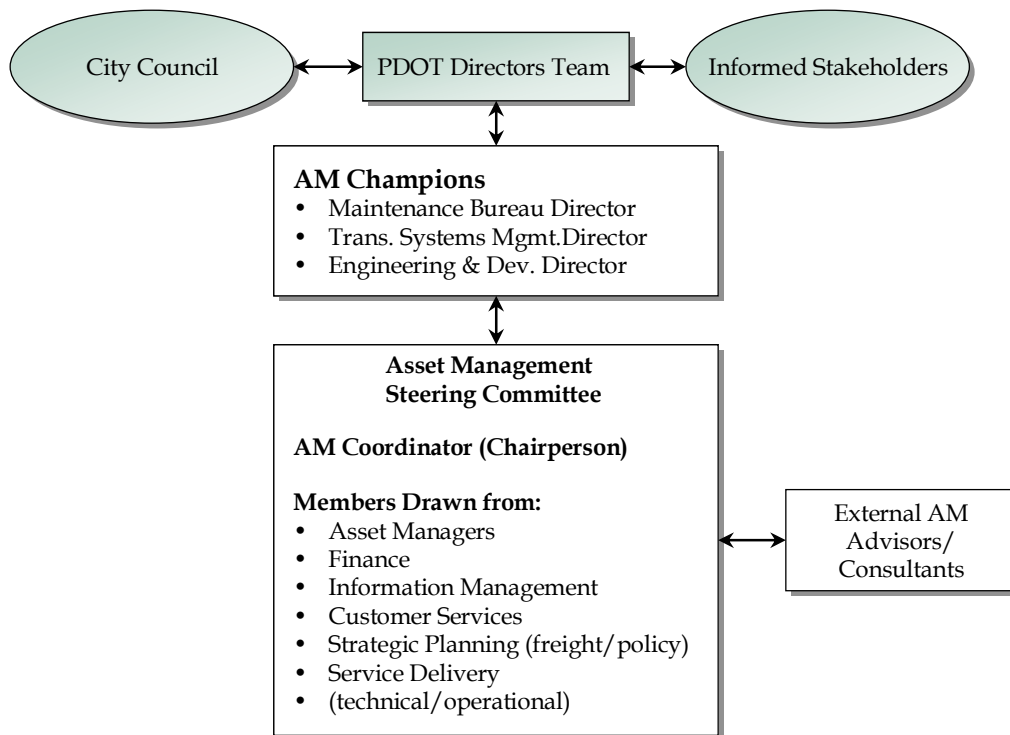 City Council
PDOT Directors Team
Informed Stakeholders
AM Champions
• Maintenance Bureau Director
• Trans. Systems Mgmt.Director
• Engineering & Dev. Director
Asset Management
Steering Committee
AM Coordinator (Chairperson)
Members Drawn from:
• Asset Managers
• Finance
• Information Management
• Customer Services
• Strategic Planning (freight/policy)
• Service Delivery
• (technical/operational)
External AM
Advisors/
Consultants